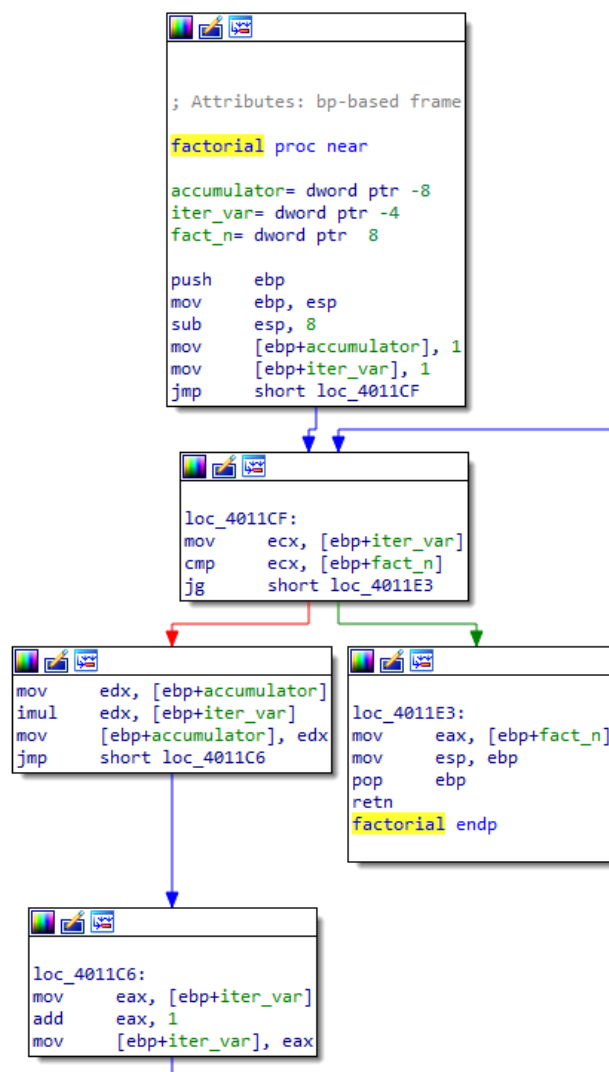 ; Attributes: bp-based frame
factorial proc near
accumulator= dword ptr -8
iter_var= dword ptr -4
fact_n= dword ptr  8
push    ebp
mov     ebp, esp
sub     esp, 8
mov     [ebp+accumulator], 1
mov     [ebp+iter_var], 1
jmp     short loc_4011CF
loc_4011CF:
mov     ecx, [ebp+iter_var]
cmp     ecx, [ebp+fact_n]
jg      short loc_4011E3
mov     edx, [ebp+accumulator]
imul    edx, [ebp+iter_var]
mov     [ebp+accumulator], edx
jmp     short loc_4011C6
loc_4011E3:
mov     eax, [ebp+fact_n]
mov     esp, ebp
pop     ebp
retn
factorial endp
loc_4011C6:
mov     eax, [ebp+iter_var]
add     eax, 1
mov     [ebp+iter_var], eax